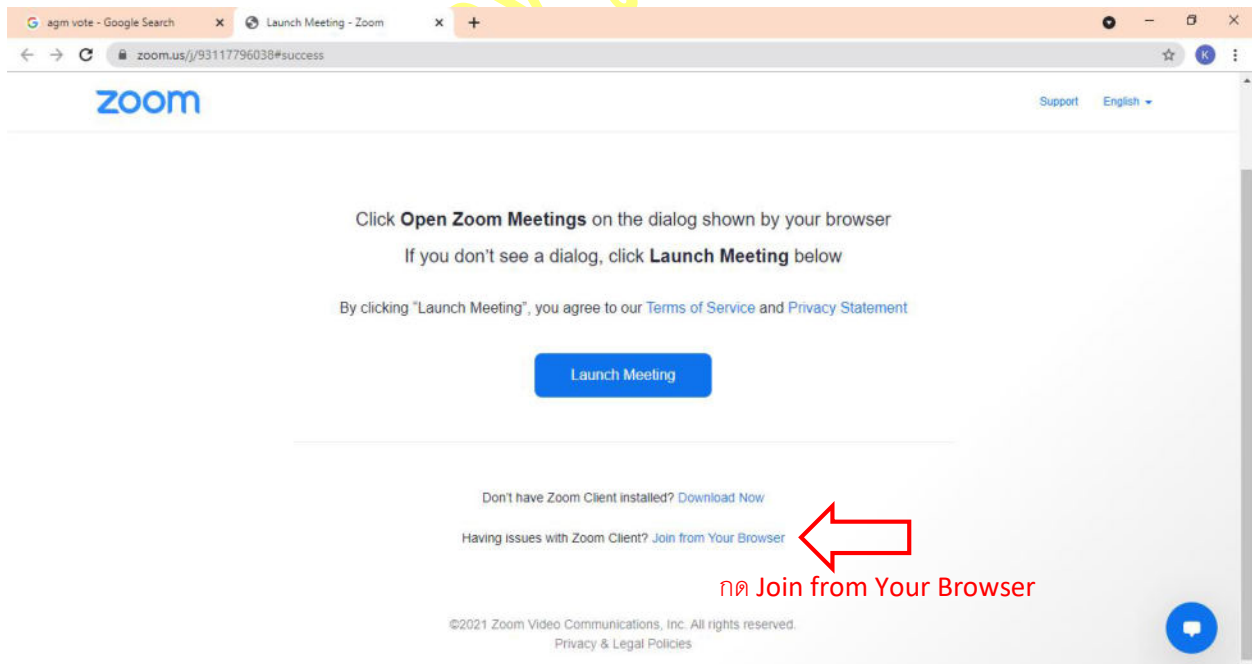 agm vote - Google Search
Launch Meeting - Zoom
zoom.us/j/93117796038#success
K
zoom
Support
English
Click Open Zoom Meetings on the dialog shown by your browser
If you don't see a dialog, click Launch Meeting below
By clicking "Launch Meeting", you agree to our Terms of Service and Privacy Statement
Launch Meeting
Don't have Zoom Client installed? Download Now
Having issues with Zoom Client? Join from Your Browser
กด Join from Your Browser
©2021 Zoom Video Communications, Inc. All rights reserved.
Privacy & Legal Policies